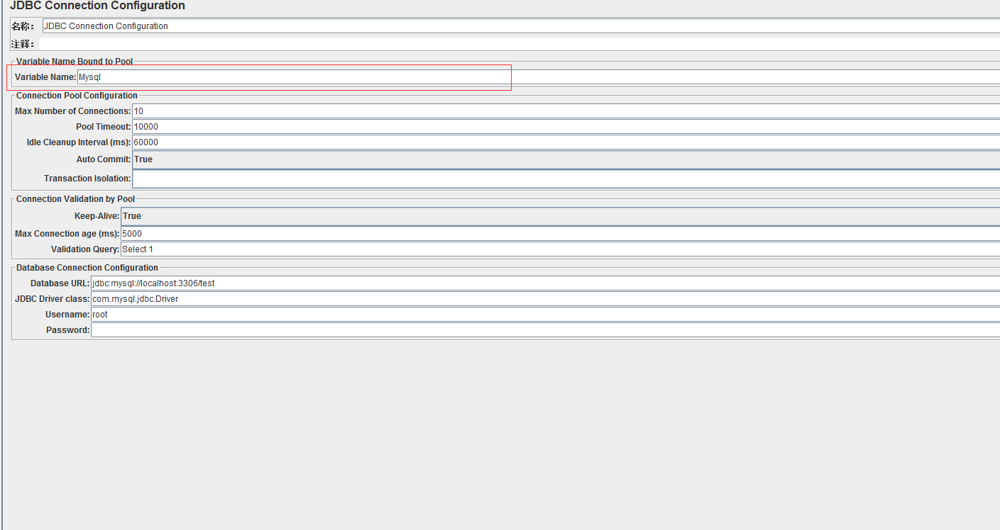 JDBC Connection Configuration
名称： JDBC Connection Configuration
注释：
Variable Name Bound to Pool
Variable Name: Mysql
Connection Pool Configuration
Max Number of Connections: 10
Pool Timeout: 10000
Idle Cleanup Interval (ms): 60000
Auto Commit: True
Transaction Isolation:
Connection Validation by Pool
Keep-Alive: True
Max Connection age (ms): 5000
Validation Query: Select 1
Database Connection Configuration
Database URL: jdbc:mysql://localhost:3306/test
JDBC Driver class: com.mysql.jdbc.Driver
Username: root
Password: